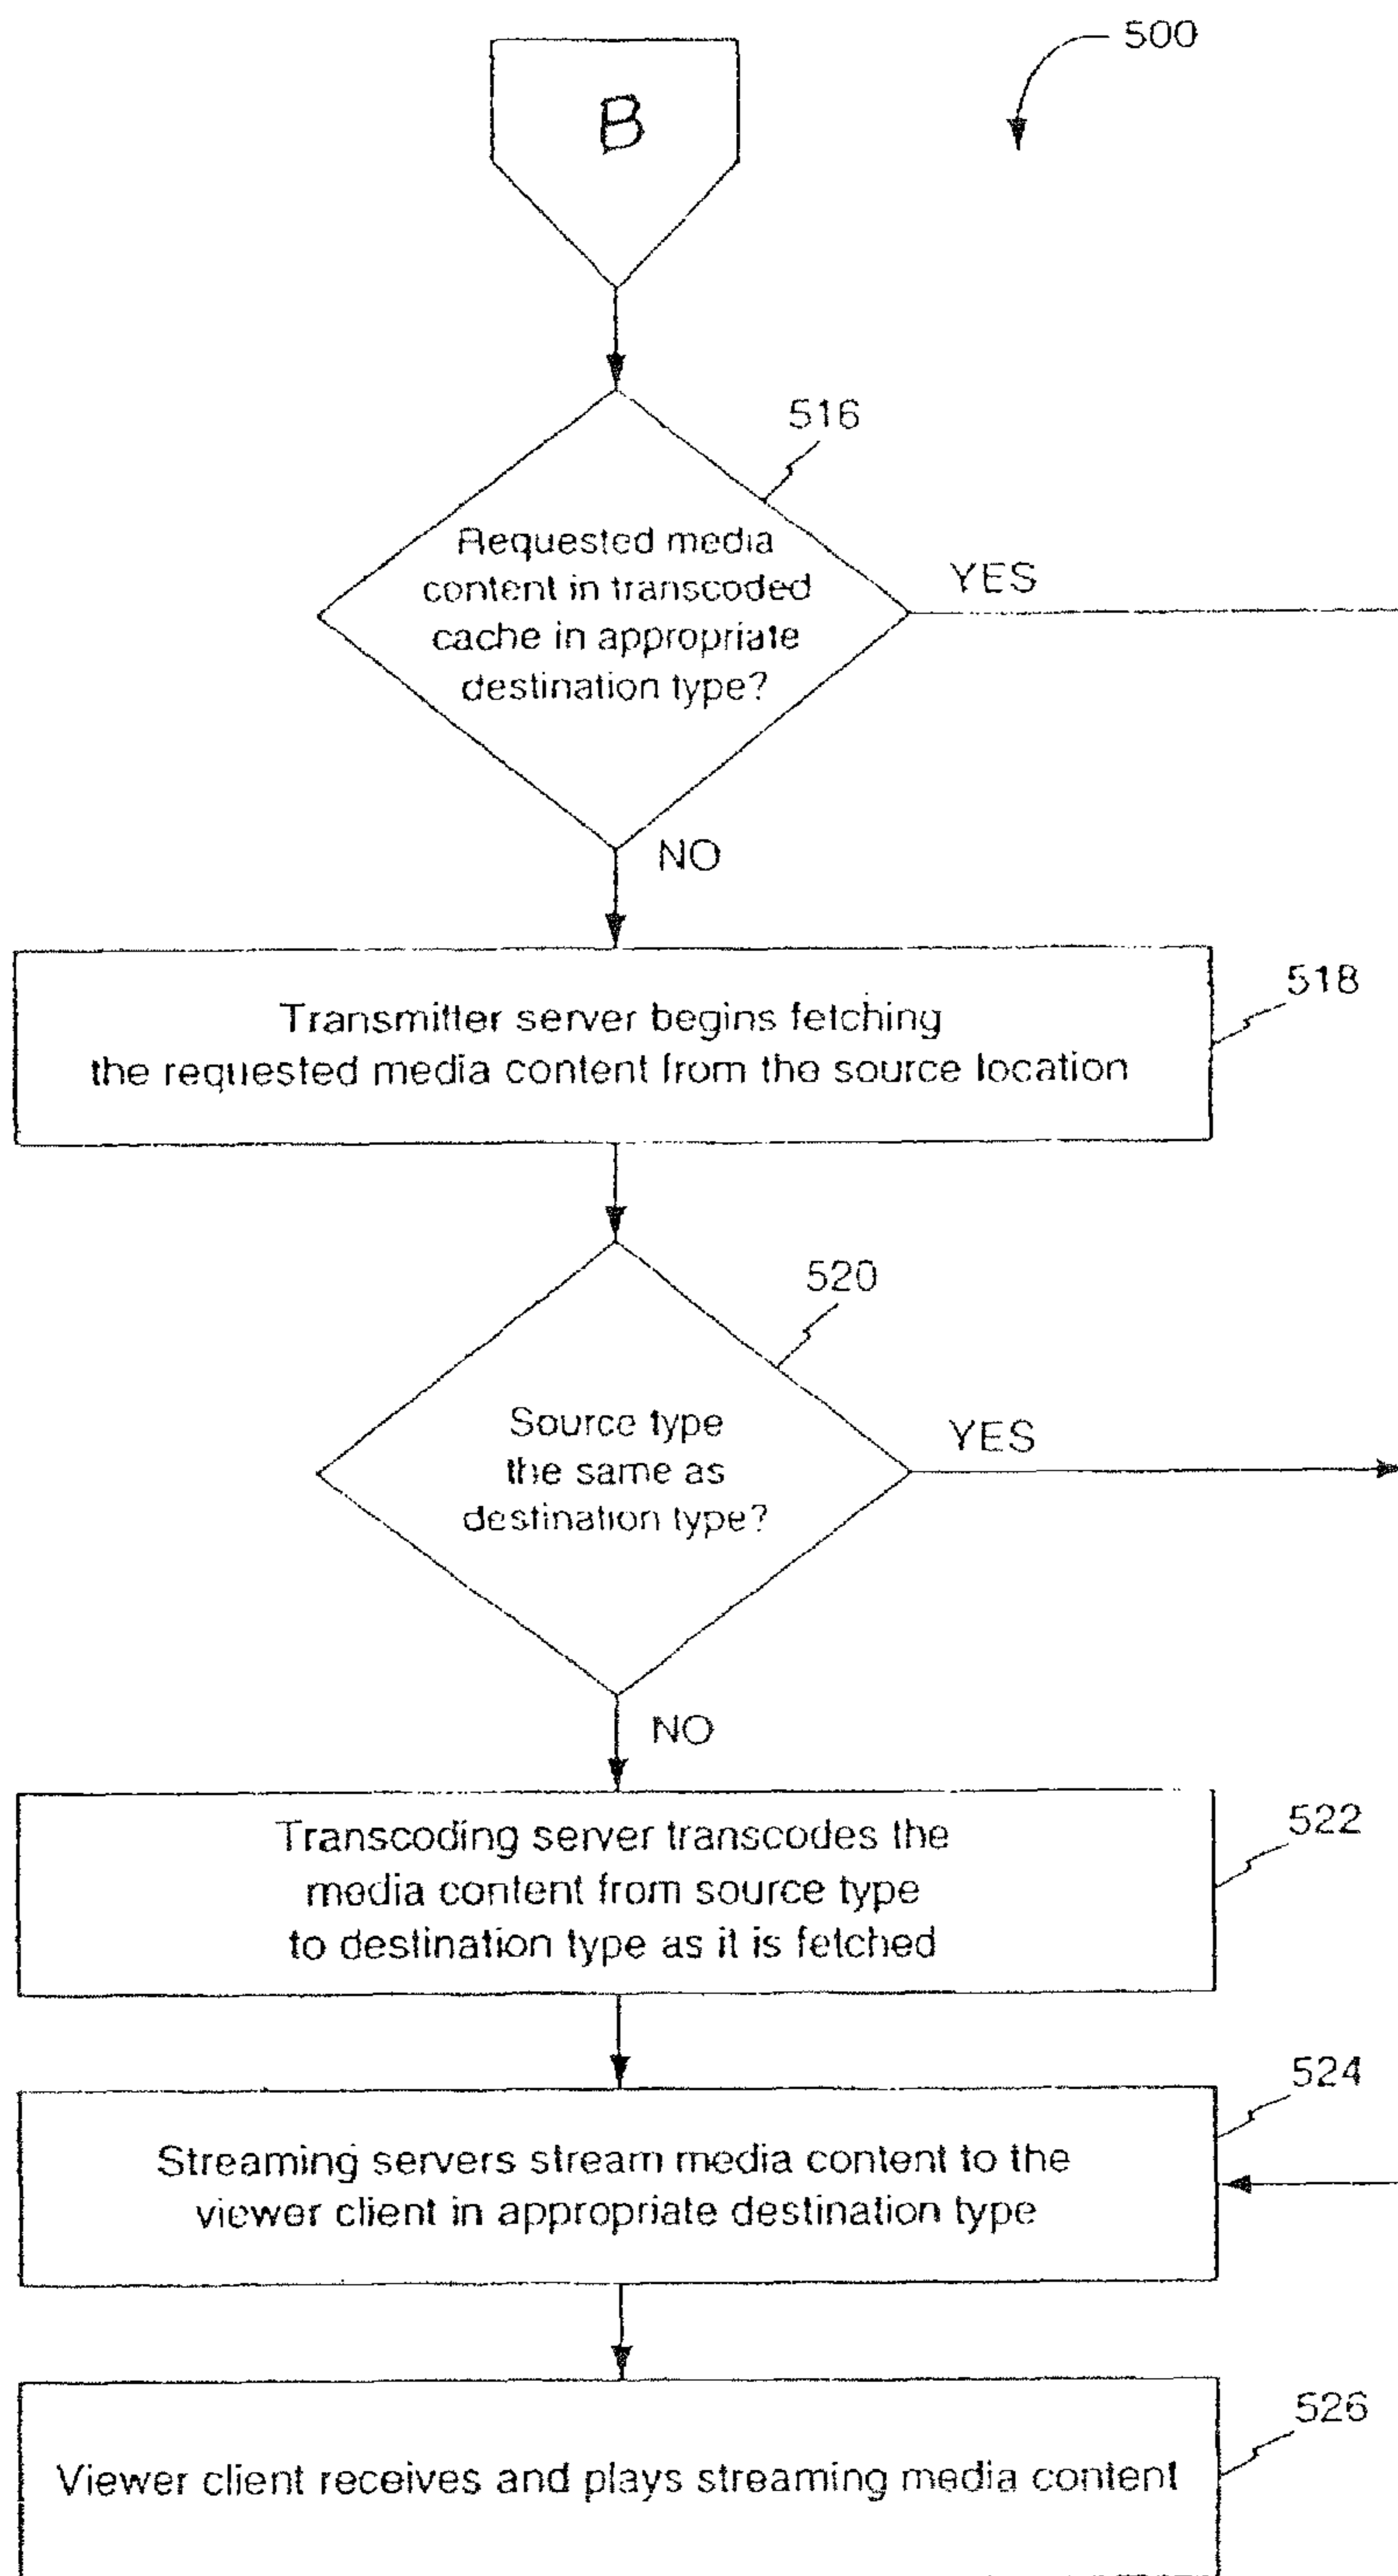 500
B
516
Requested media
content in transcoded
cache in appropriate
destination type?
YES
NO
518
Transmitter server begins fetching
the requested media content from the source location
520
Source type
the same as
destination type?
YES
NO
522
Transcoding server transcodes the
media content from source type
to destination type as it is fetched
524
Streaming servers stream media content to the
viewer client in appropriate destination type
526
Viewer client receives and plays streaming media content